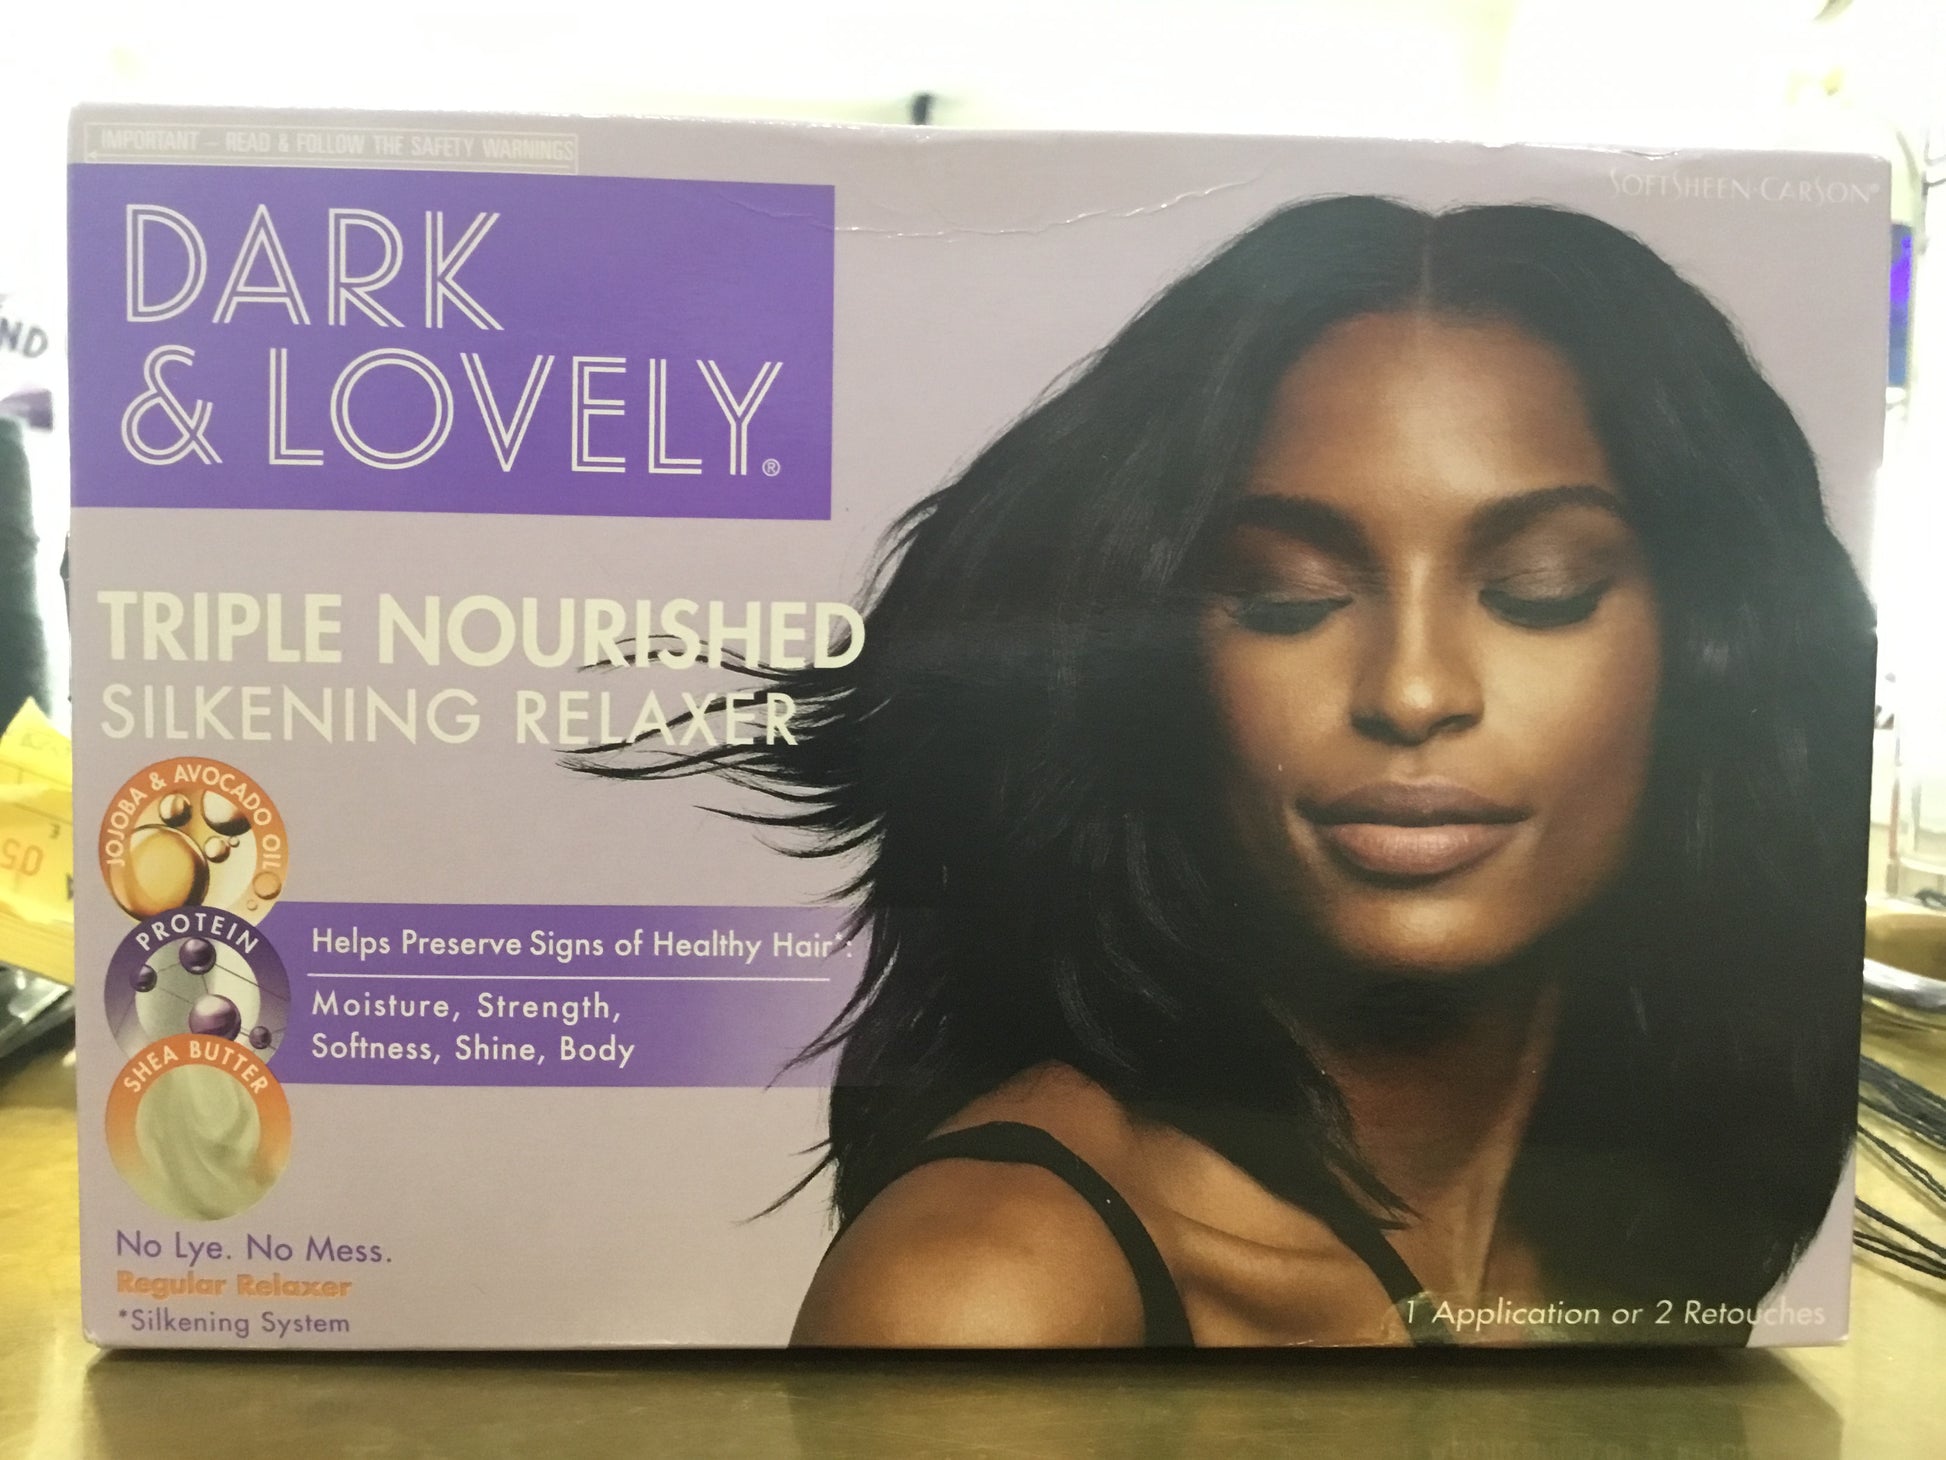 IMPORTANT – READ & FOLLOW THE SAFETY WARNINGS
SOFTSHEEN·CARSON®
DARK
& LOVELY®
TRIPLE NOURISHED
SILKENING RELAXER
JOJOBA & AVOCADO OIL
PROTEIN
Helps Preserve Signs of Healthy Hair*:
Moisture, Strength,
Softness, Shine, Body
SHEA BUTTER
No Lye. No Mess.
Regular Relaxer
*Silkening System
1 Application or 2 Retouches
ND